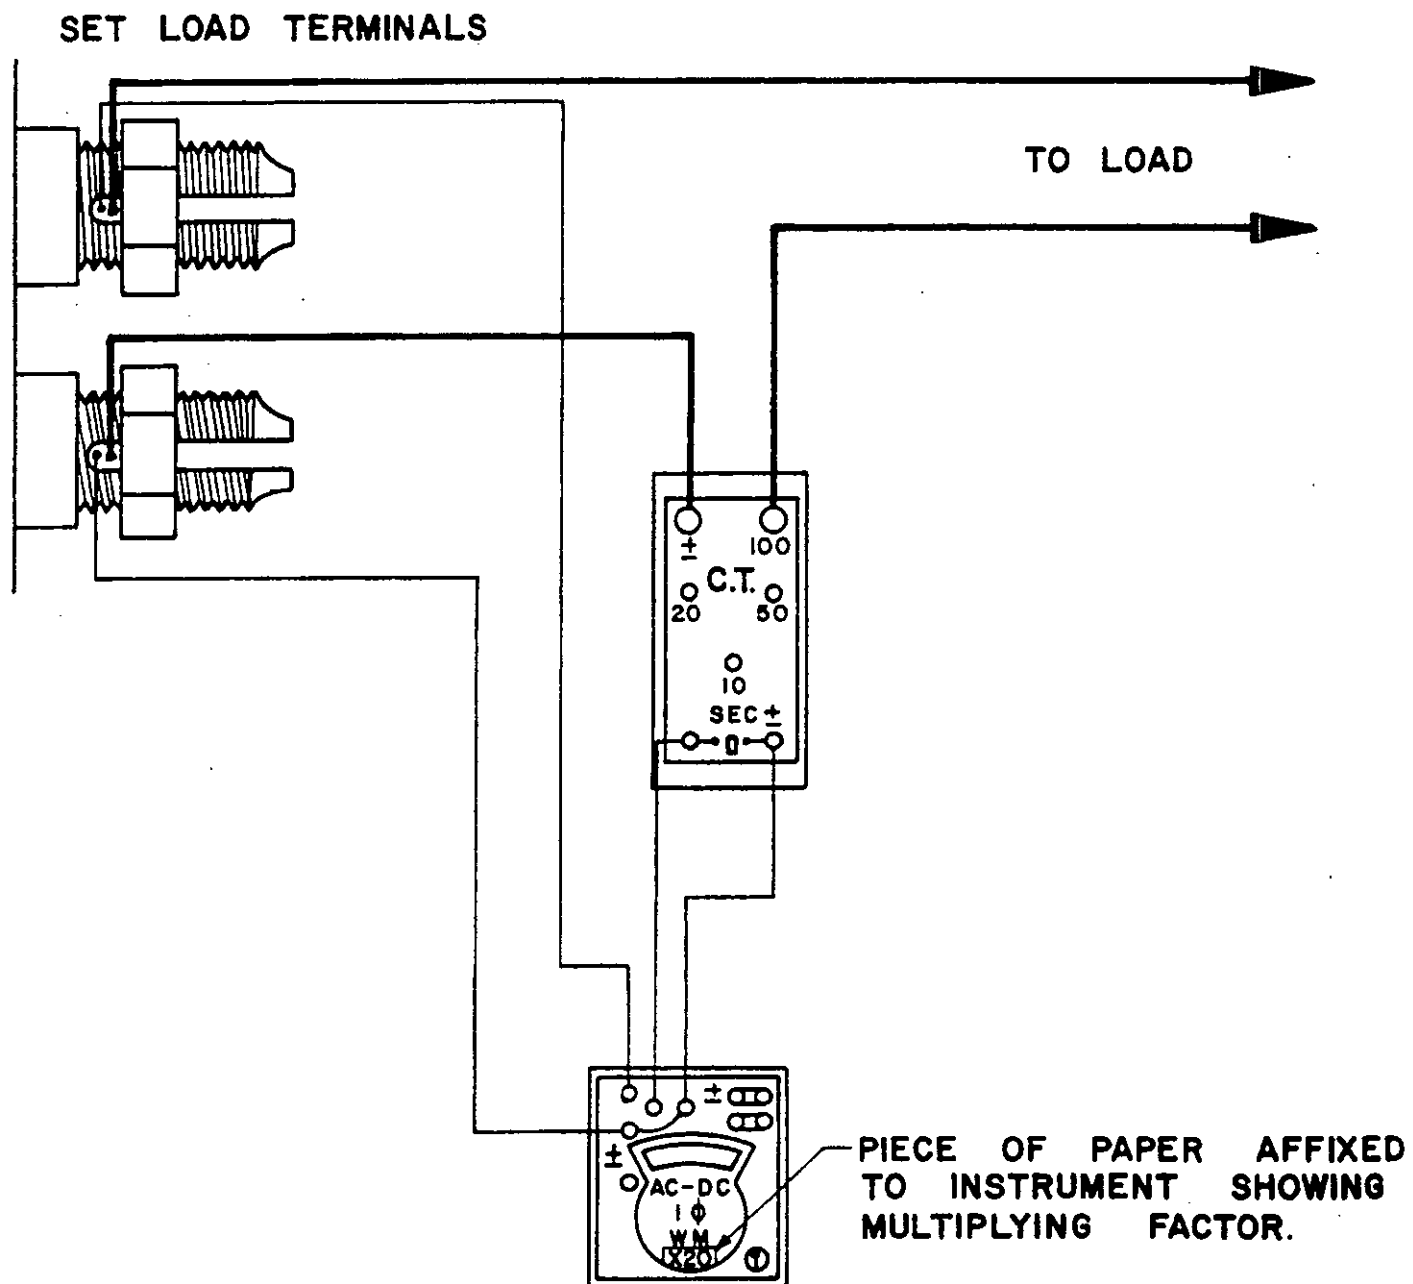 SET LOAD TERMINALS
TO LOAD
± 100
C.T.
20 50
10
SEC ±
±
±
AC-DC
1 φ
WM
X20
PIECE OF PAPER AFFIXED
TO INSTRUMENT SHOWING
MULTIPLYING FACTOR.